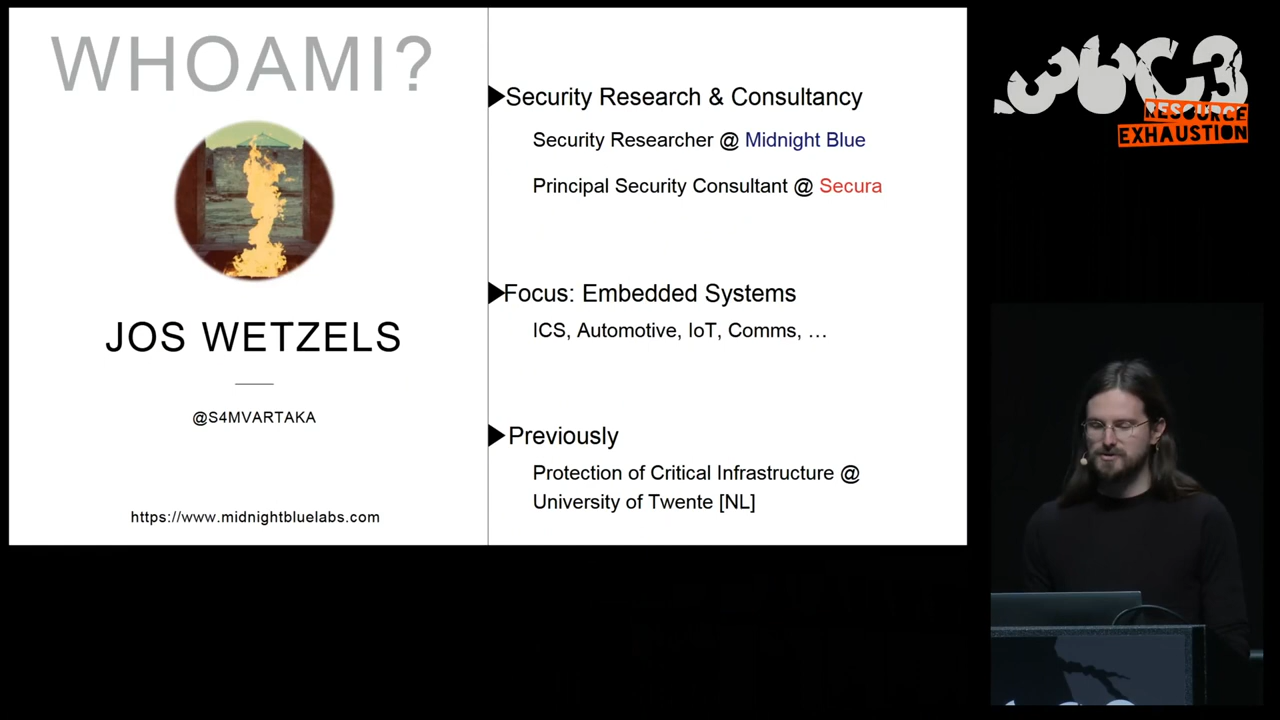 WHOAMI?
JOS WETZELS
@S4MVARTAKA
https://www.midnightbluelabs.com
Security Research & Consultancy
Security Researcher @ Midnight Blue
Principal Security Consultant @ Secura
Focus: Embedded Systems
ICS, Automotive, IoT, Comms, …
Previously
Protection of Critical Infrastructure @
University of Twente [NL]
36C3
RESOURCE
EXHAUSTION